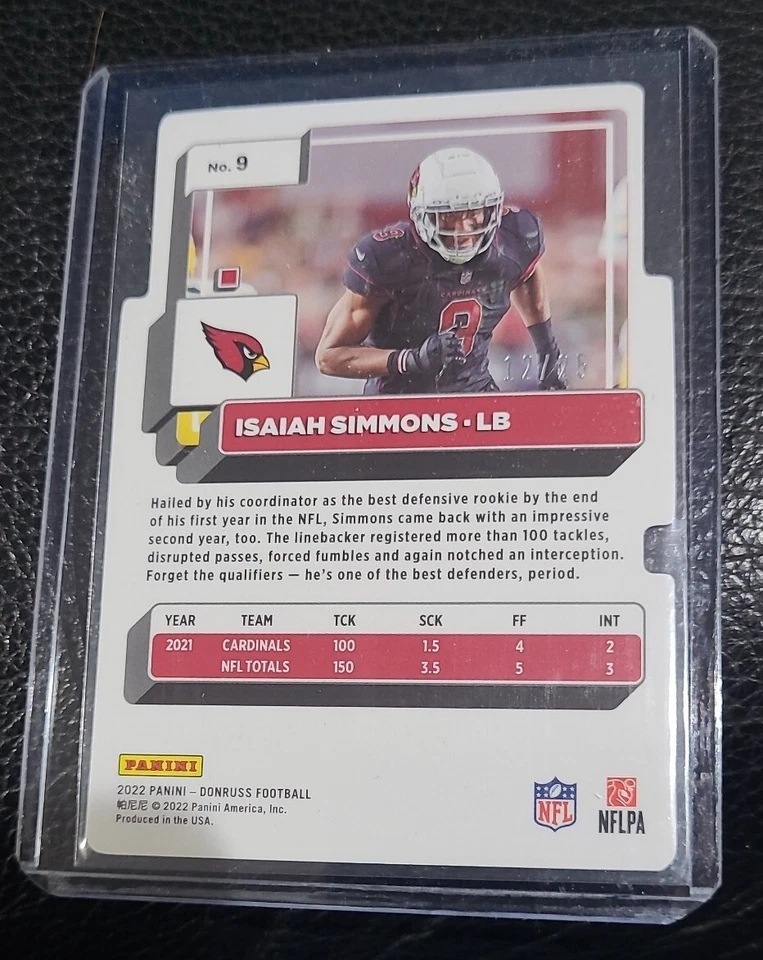 No. 9
9
CARDINALS
9
12/25
ISAIAH SIMMONS · LB
Hailed by his coordinator as the best defensive rookie by the end
of his first year in the NFL, Simmons came back with an impressive
second year, too. The linebacker registered more than 100 tackles,
disrupted passes, forced fumbles and again notched an interception.
Forget the qualifiers — he's one of the best defenders, period.
YEAR TEAM TCK SCK FF INT
2021 CARDINALS 100 1.5 4 2
NFL TOTALS 150 3.5 5 3
PANINI
2022 PANINI – DONRUSS FOOTBALL
帕尼尼 © 2022 Panini America, Inc.
Produced in the USA.
NFL
NFLPA